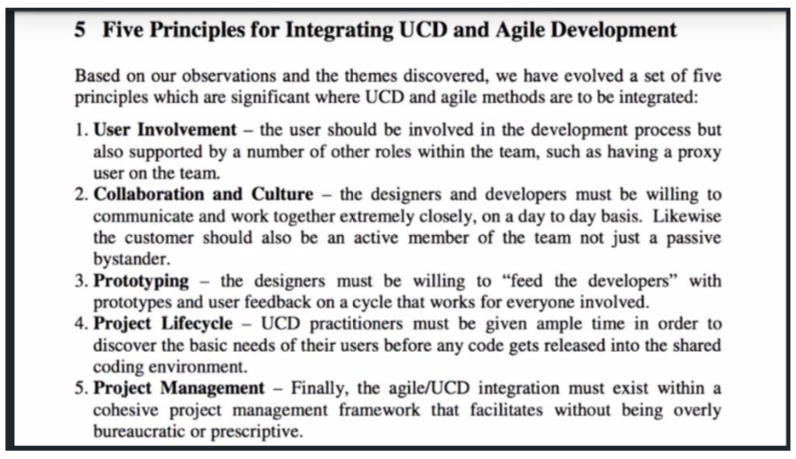 5 Five Principles for Integrating UCD and Agile Development
Based on our observations and the themes discovered, we have evolved a set of five
principles which are significant where UCD and agile methods are to be integrated:
1. User Involvement – the user should be involved in the development process but
also supported by a number of other roles within the team, such as having a proxy
user on the team.
2. Collaboration and Culture – the designers and developers must be willing to
communicate and work together extremely closely, on a day to day basis. Likewise
the customer should also be an active member of the team not just a passive
bystander.
3. Prototyping – the designers must be willing to “feed the developers” with
prototypes and user feedback on a cycle that works for everyone involved.
4. Project Lifecycle – UCD practitioners must be given ample time in order to
discover the basic needs of their users before any code gets released into the shared
coding environment.
5. Project Management – Finally, the agile/UCD integration must exist within a
cohesive project management framework that facilitates without being overly
bureaucratic or prescriptive.